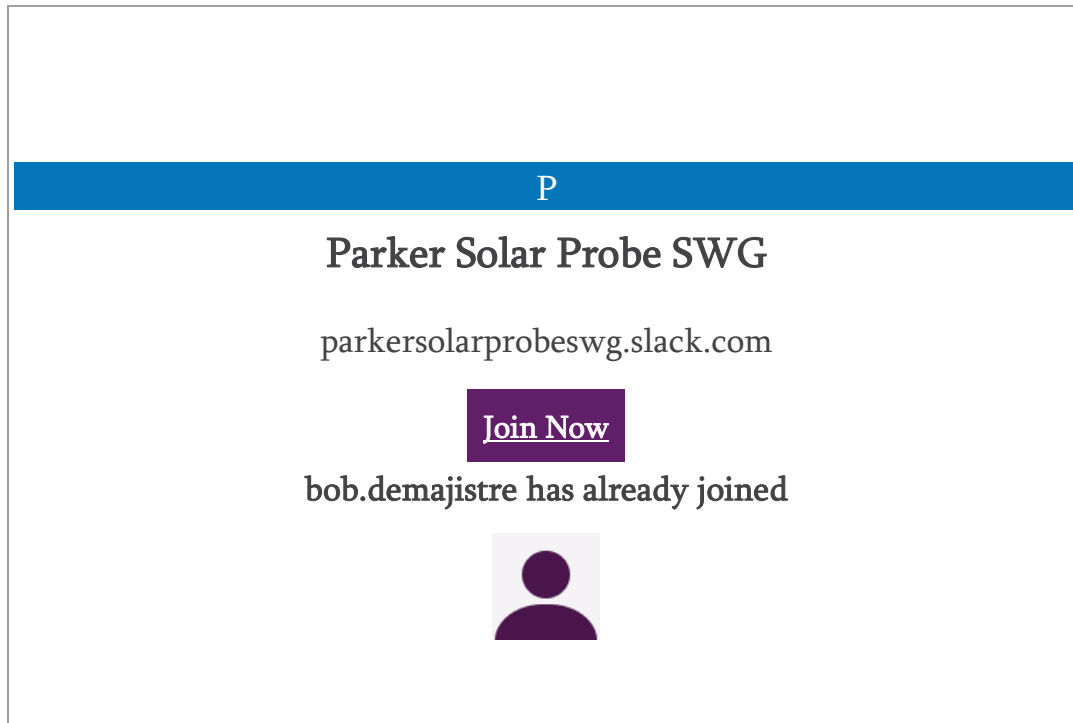 P
Parker Solar Probe SWG
parkersolarprobeswg.slack.com
Join Now
bob.demajistre has already joined